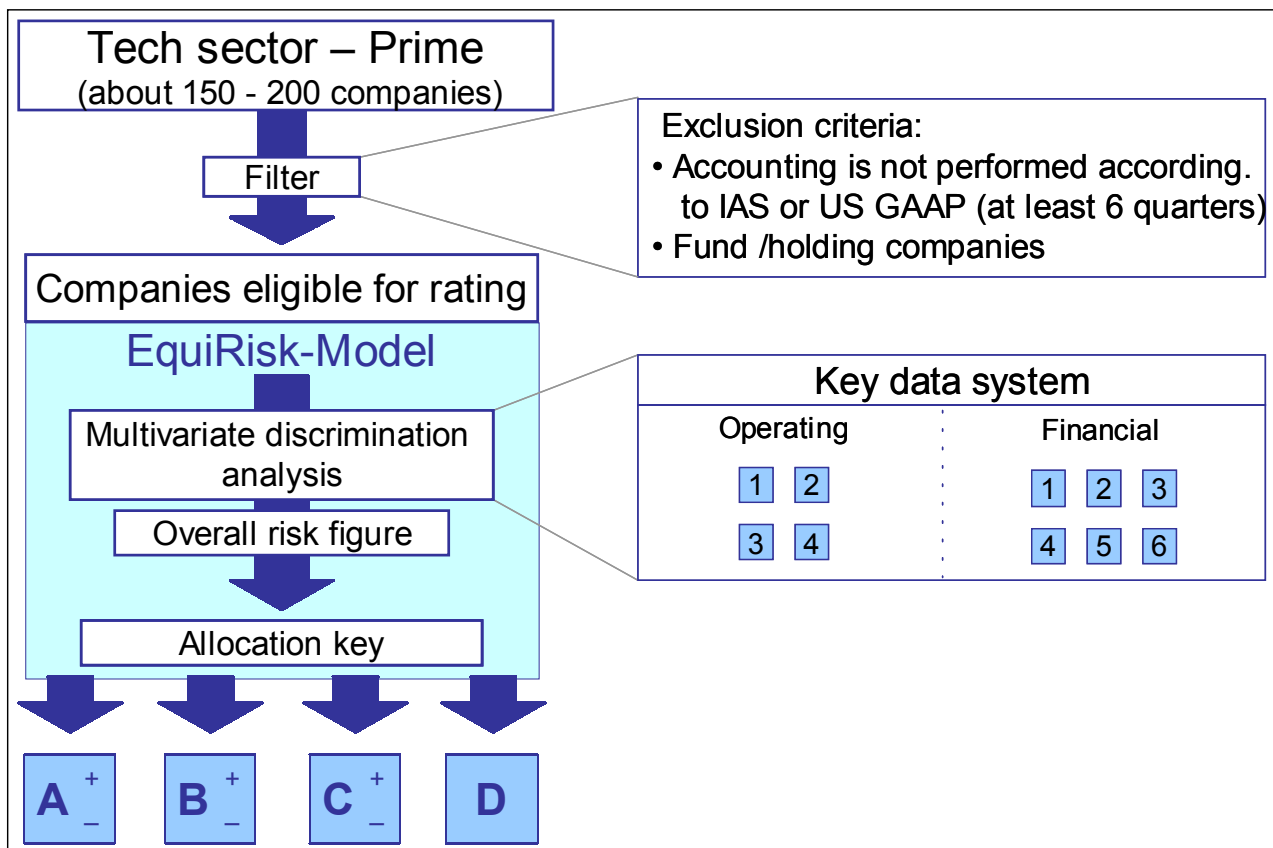 Tech sector – Prime
(about 150 - 200 companies)
Filter
Exclusion criteria:
• Accounting is not performed according.
to IAS or US GAAP (at least 6 quarters)
• Fund /holding companies
Companies eligible for rating
EquiRisk-Model
Multivariate discrimination
analysis
Overall risk figure
Allocation key
Key data system
Operating
Financial
1 2
3 4
1 2 3
4 5 6
A + –
B + –
C + –
D